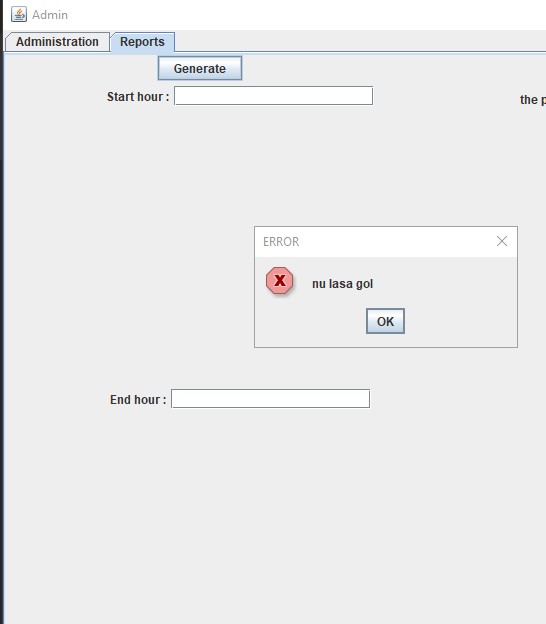 Admin
Administration
Reports
Generate
Start hour :
the p
ERROR
nu lasa gol
OK
End hour :